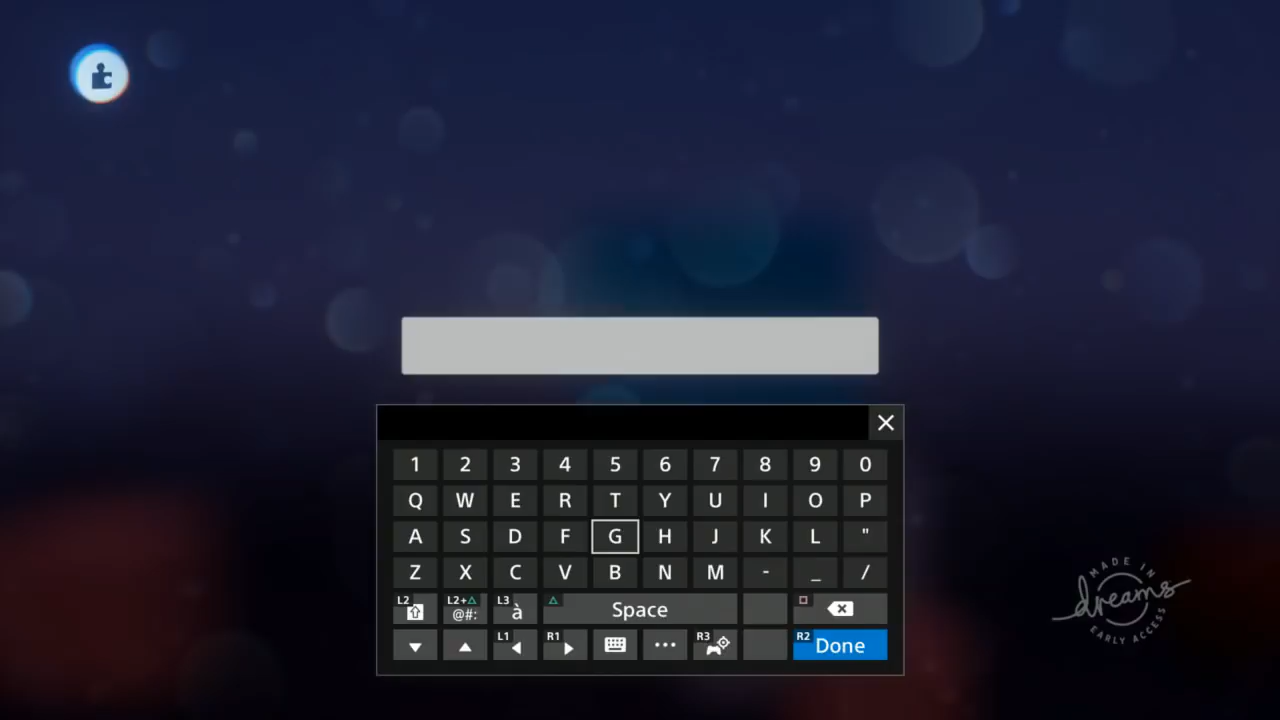 1 2 3 4 5 6 7 8 9 0
Q W E R T Y U I O P
A S D F G H J K L "
Z X C V B N M - _ /
L2 L2+△ @#: L3 à △ Space □
L1 R1 ... R3 R2 Done
MADE IN
dreams
EARLY ACCESS